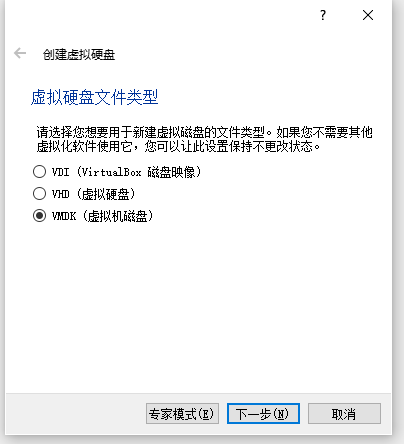 ?
创建虚拟硬盘
虚拟硬盘文件类型
请选择您想要用于新建虚拟磁盘的文件类型。如果您不需要其他
虚拟化软件使用它，您可以让此设置保持不更改状态。
VDI (VirtualBox 磁盘映像)
VHD (虚拟硬盘)
VMDK (虚拟机磁盘)
专家模式(E) 下一步(N) 取消